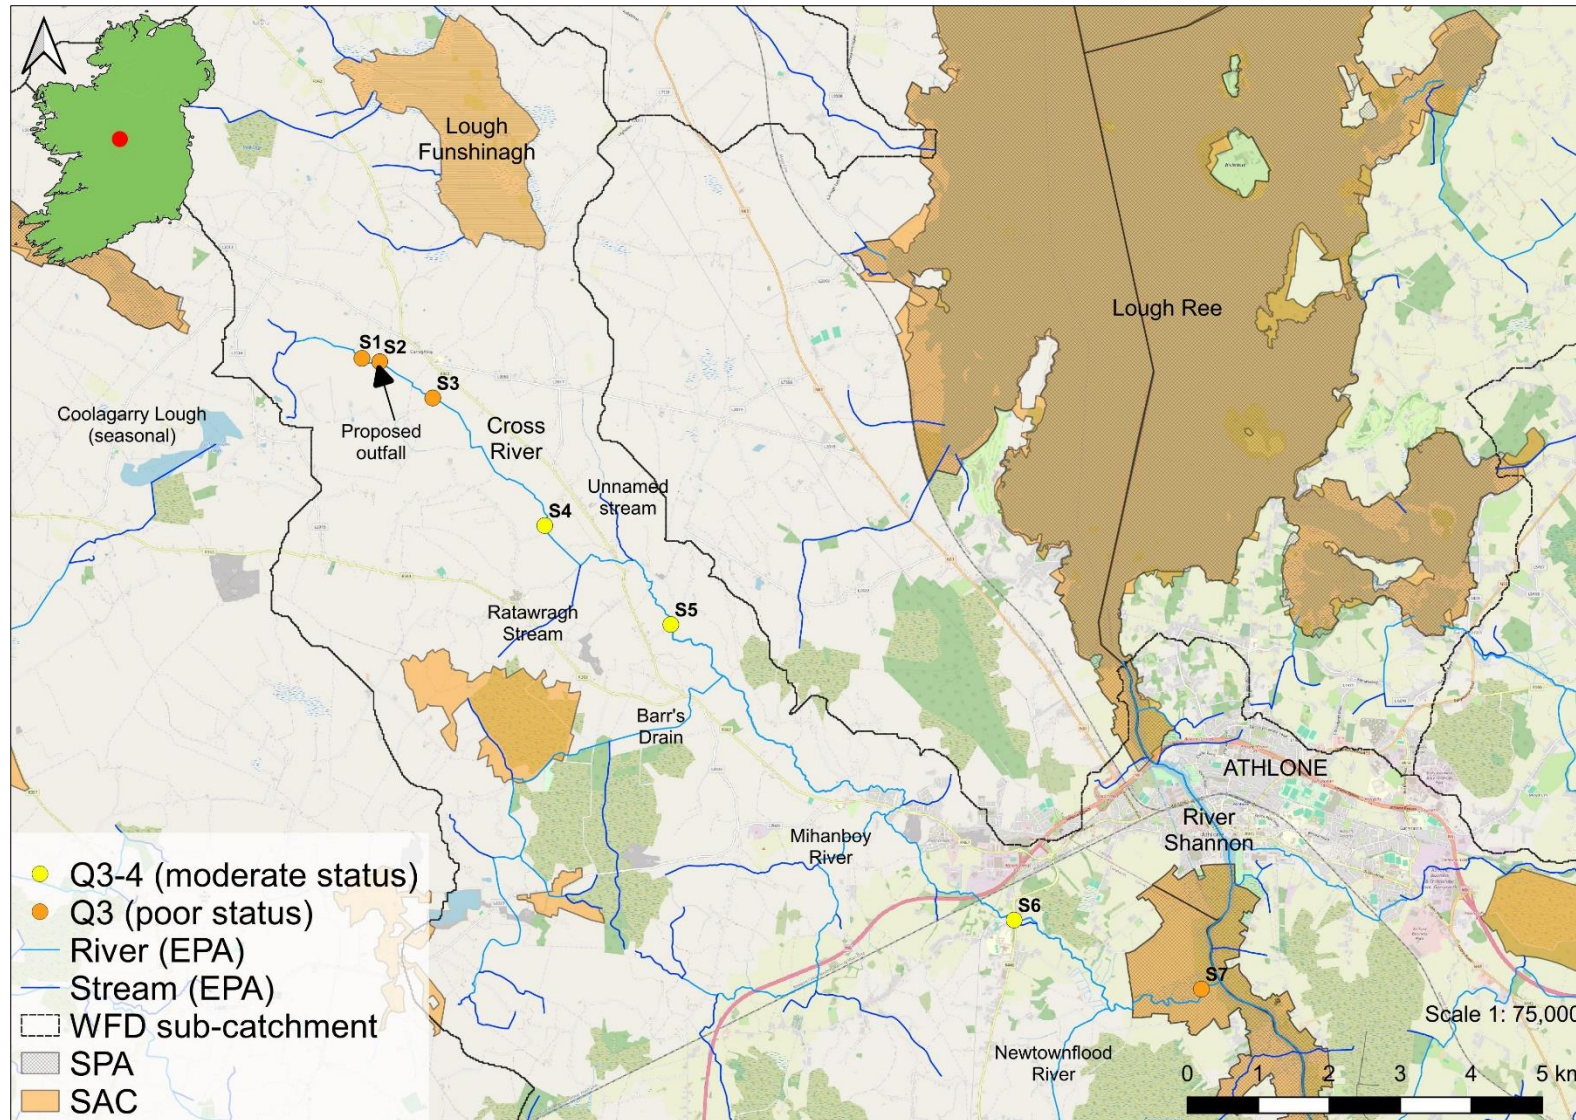 Lough
Funshinagh
Lough Ree
S1
S2
S3
Coolagarry Lough
(seasonal)
Proposed
outfall
Cross
River
Unnamed
stream
S4
Ratawragh
Stream
S5
Barr's
Drain
ATHLONE
Mihanboy
River
River
Shannon
S6
S7
Newtownflood
River
Q3-4 (moderate status)
Q3 (poor status)
River (EPA)
Stream (EPA)
WFD sub-catchment
SPA
SAC
Scale 1: 75,000
0 1 2 3 4 5 km